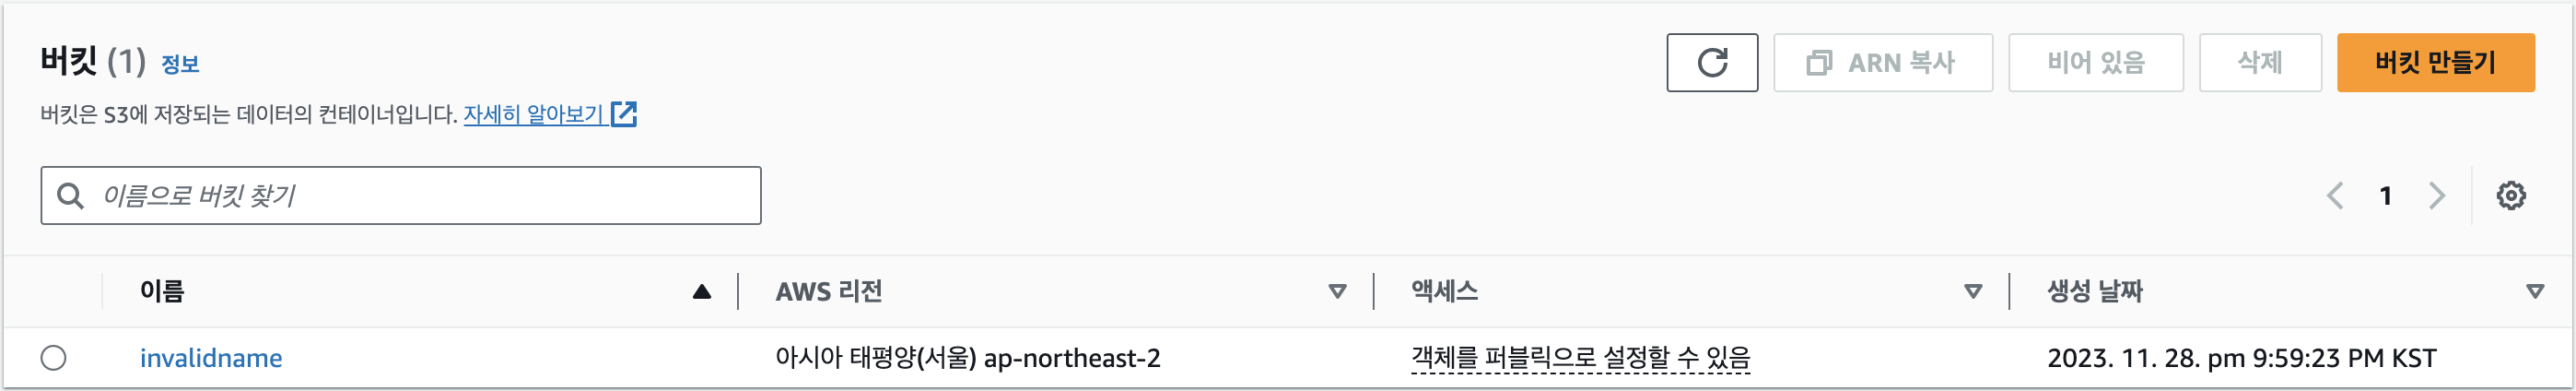 버킷 (1) 정보
ARN 복사 비어 있음 삭제 버킷 만들기
버킷은 S3에 저장되는 데이터의 컨테이너입니다. 자세히 알아보기
이름으로 버킷 찾기
1
이름 AWS 리전 액세스 생성 날짜
invalidname 아시아 태평양(서울) ap-northeast-2 객체를 퍼블릭으로 설정할 수 있음 2023. 11. 28. pm 9:59:23 PM KST